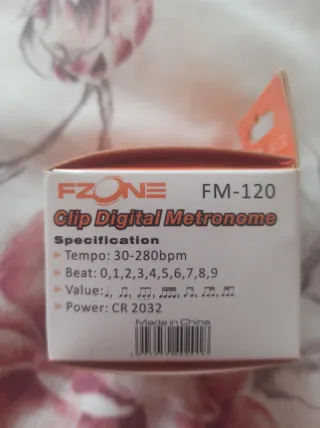 FZONE FM-120
Clip Digital Metronome
Specification
Tempo: 30-280bpm
Beat: 0,1,2,3,4,5,6,7,8,9
Value:
Power: CR 2032
Made in China